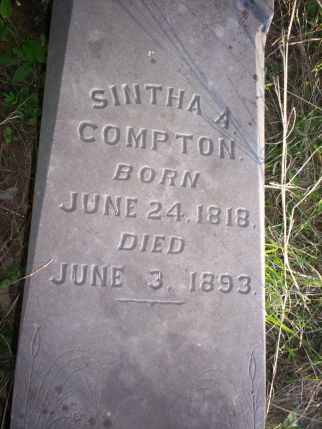 SINTHA A.
COMPTON.
BORN
JUNE 24, 1818.
DIED
JUNE 3, 1893.